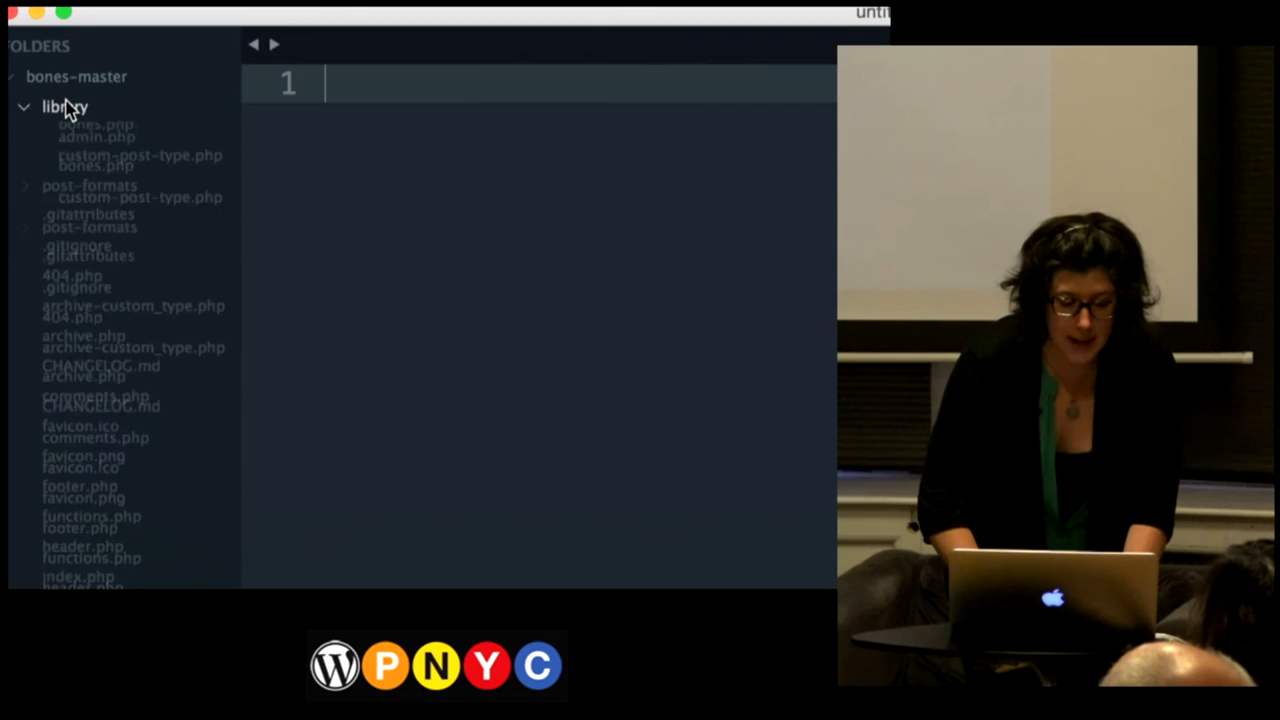 unti
FOLDERS
bones-master
library
bones.php
admin.php
custom-post-type.php
bones.php
post-formats
custom-post-type.php
.gitattributes
post-formats
.gitignore
.gitattributes
404.php
.gitignore
archive-custom_type.php
404.php
archive.php
archive-custom_type.php
CHANGELOG.md
archive.php
comments.php
CHANGELOG.md
favicon.ico
comments.php
favicon.png
favicon.ico
footer.php
favicon.png
functions.php
footer.php
header.php
functions.php
index.php
header.php
1
WPNYC